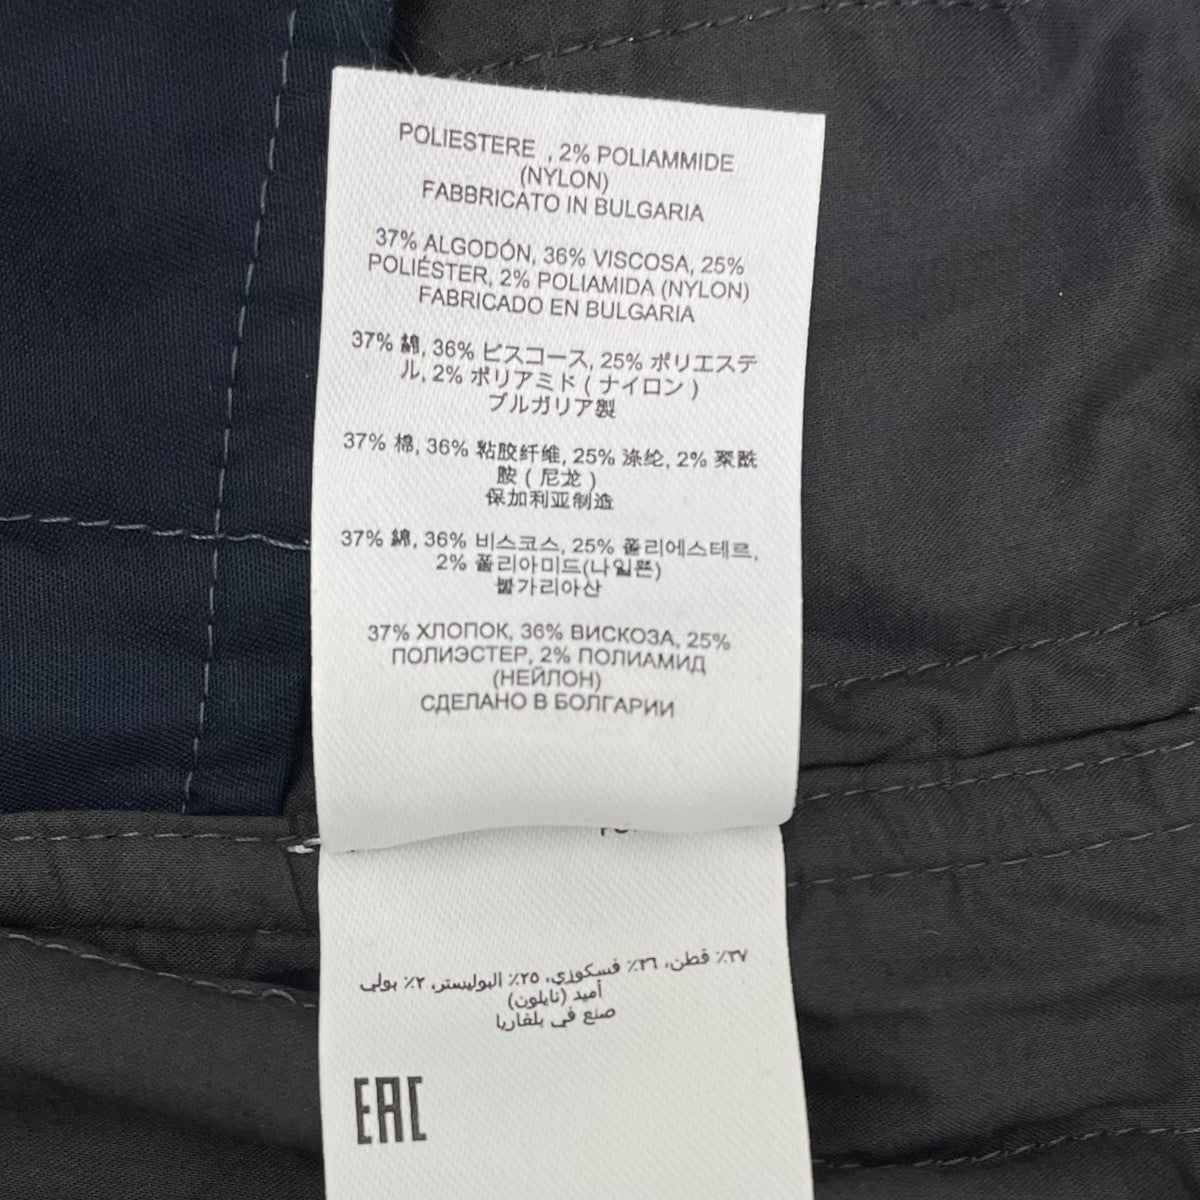 POLIESTERE , 2% POLIAMMIDE
(NYLON)
FABBRICATO IN BULGARIA
37% ALGODÓN, 36% VISCOSA, 25%
POLIÉSTER, 2% POLIAMIDA (NYLON)
FABRICADO EN BULGARIA
37% 綿, 36% ビスコース, 25% ポリエステ
ル, 2% ポリアミド ( ナイロン )
ブルガリア製
37% 棉, 36% 粘胶纤维, 25% 涤纶, 2% 聚酰
胺 ( 尼龙 )
保加利亚制造
37% 綿, 36% 비스코스, 25% 폴리에스테르,
2% 폴리아미드(나일론)
불가리아산
37% ХЛОПОК, 36% ВИСКОЗА, 25%
ПОЛИЭСТЕР, 2% ПОЛИАМИД
(НЕЙЛОН)
СДЕЛАНО В БОЛГАРИИ
٣٧٪ قطن، ٣٦٪ فسكوزي، ٢٥٪ البوليستر، ٢٪ بولي
أميد (نايلون)
صنع في بلغاريا
EAC